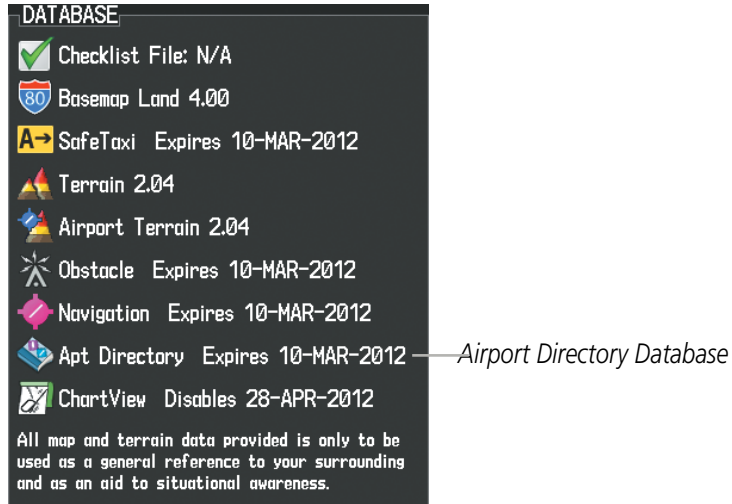 DATABASE
Checklist File: N/A
80 Basemap Land 4.00
A→ SafeTaxi Expires 10-MAR-2012
Terrain 2.04
Airport Terrain 2.04
Obstacle Expires 10-MAR-2012
Navigation Expires 10-MAR-2012
Apt Directory Expires 10-MAR-2012 Airport Directory Database
ChartView Disables 28-APR-2012
All map and terrain data provided is only to be
used as a general reference to your surrounding
and as an aid to situational awareness.